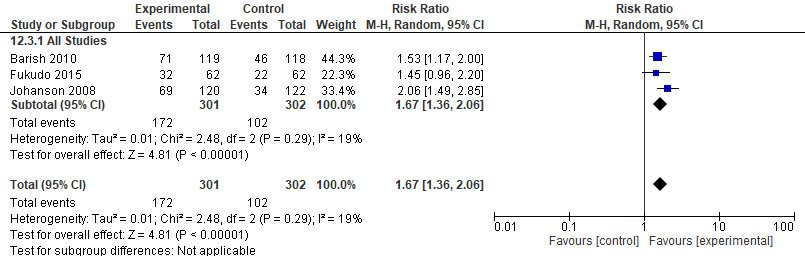 Experimental Control Risk Ratio Risk Ratio
Study or Subgroup Events Total Events Total Weight M-H, Random, 95% CI M-H, Random, 95% CI
12.3.1 All Studies
Barish 2010 71 119 46 118 44.3% 1.53 [1.17, 2.00]
Fukudo 2015 32 62 22 62 22.3% 1.45 [0.96, 2.20]
Johanson 2008 69 120 34 122 33.4% 2.06 [1.49, 2.85]
Subtotal (95% CI) 301 302 100.0% 1.67 [1.36, 2.06]
Total events 172 102
Heterogeneity: Tau² = 0.01; Chi² = 2.48, df = 2 (P = 0.29); I² = 19%
Test for overall effect: Z = 4.81 (P < 0.00001)
Total (95% CI) 301 302 100.0% 1.67 [1.36, 2.06]
Total events 172 102
Heterogeneity: Tau² = 0.01; Chi² = 2.48, df = 2 (P = 0.29); I² = 19%
Test for overall effect: Z = 4.81 (P < 0.00001)
Test for subgroup differences: Not applicable
0.01 0.1 1 10 100
Favours [control] Favours [experimental]